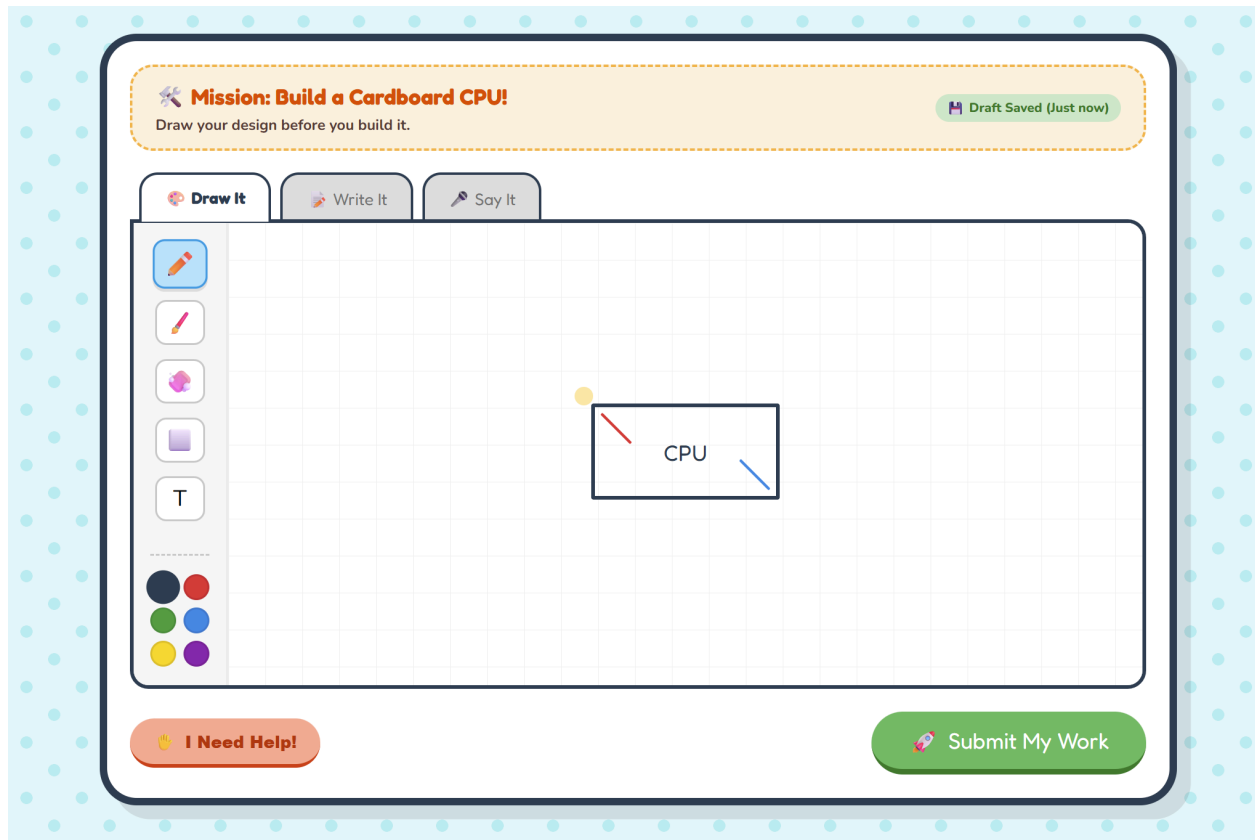 Mission: Build a Cardboard CPU!
Draw your design before you build it.
Draft Saved (Just now)
Draw It
Write It
Say It
T
CPU
I Need Help!
Submit My Work